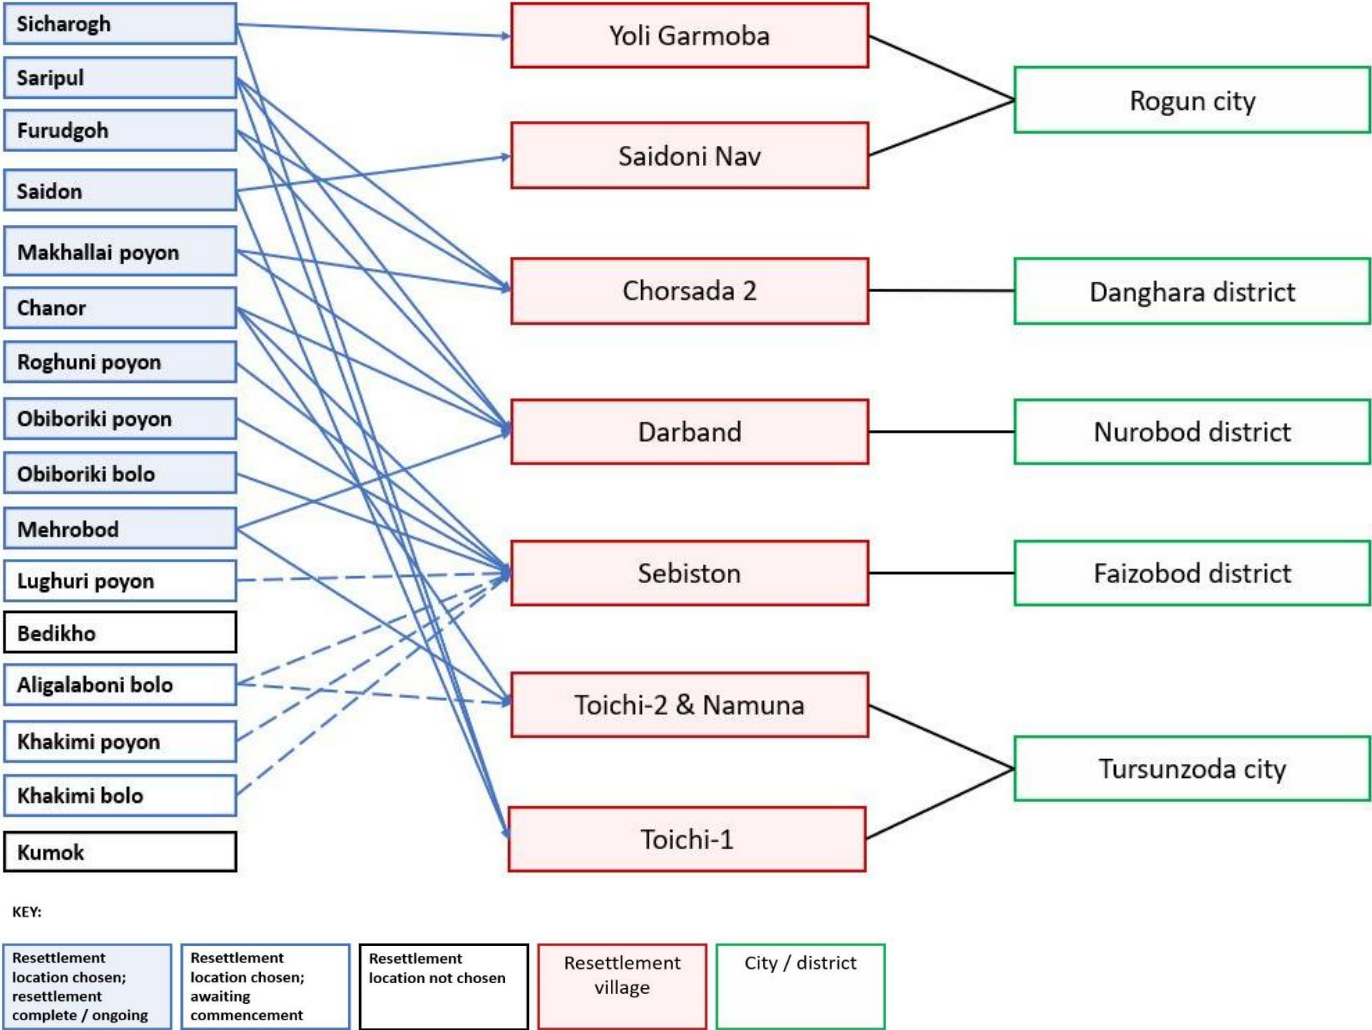 Sicharogh
Saripul
Furudgoh
Saidon
Makhallai poyon
Chanor
Roghuni poyon
Obiboriki poyon
Obiboriki bolo
Mehrobod
Lughuri poyon
Bedikho
Aligalaboni bolo
Khakimi poyon
Khakimi bolo
Kumok
Yoli Garmoba
Saidoni Nav
Chorsada 2
Darband
Sebiston
Toichi-2 & Namuna
Toichi-1
Rogun city
Danghara district
Nurobod district
Faizobod district
Tursunzoda city
KEY:
Resettlement
location chosen;
resettlement
complete / ongoing
Resettlement
location chosen;
awaiting
commencement
Resettlement
location not chosen
Resettlement
village
City / district